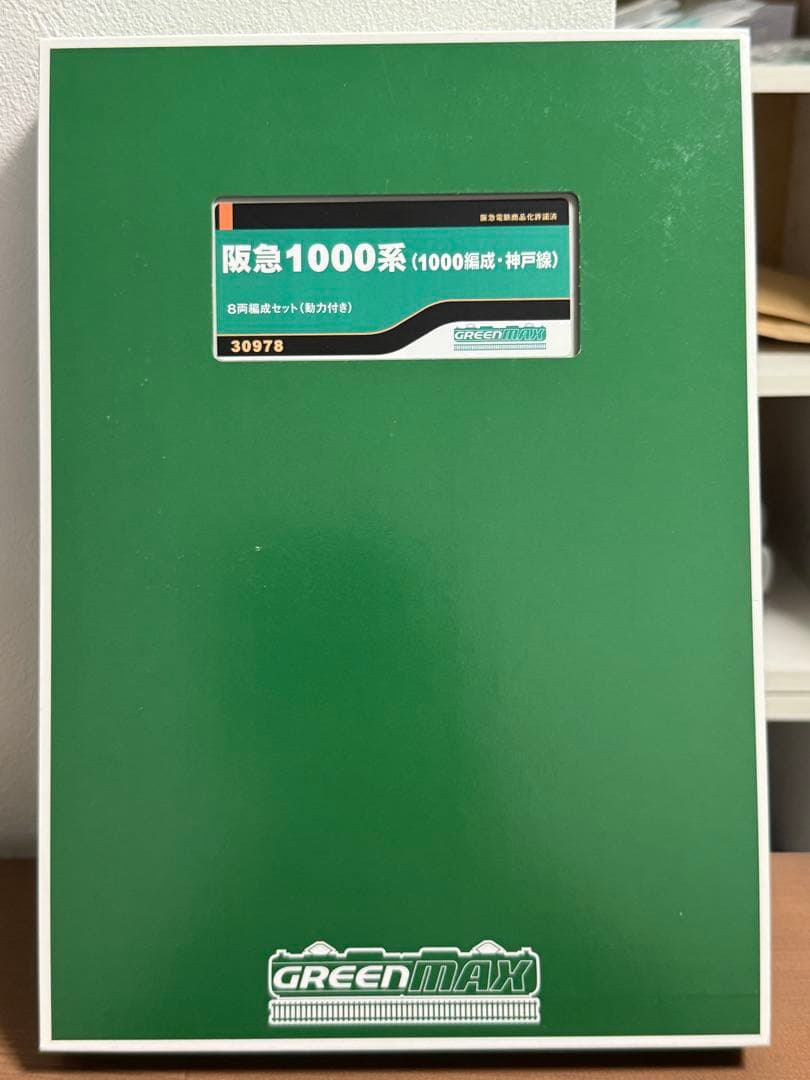 阪急電鉄商品化許諾済
阪急1000系(1000編成・神戸線)
8両編成セット(動力付き)
GREENMAX
30978
GREENMAX